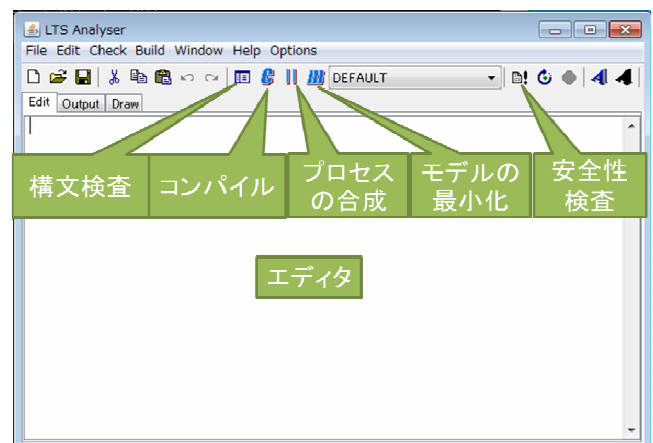 LTS Analyser
File Edit Check Build Window Help Options
DEFAULT
Edit Output Draw
構文検査
コンパイル
プロセス
の合成
モデルの
最小化
安全性
検査
エディタ